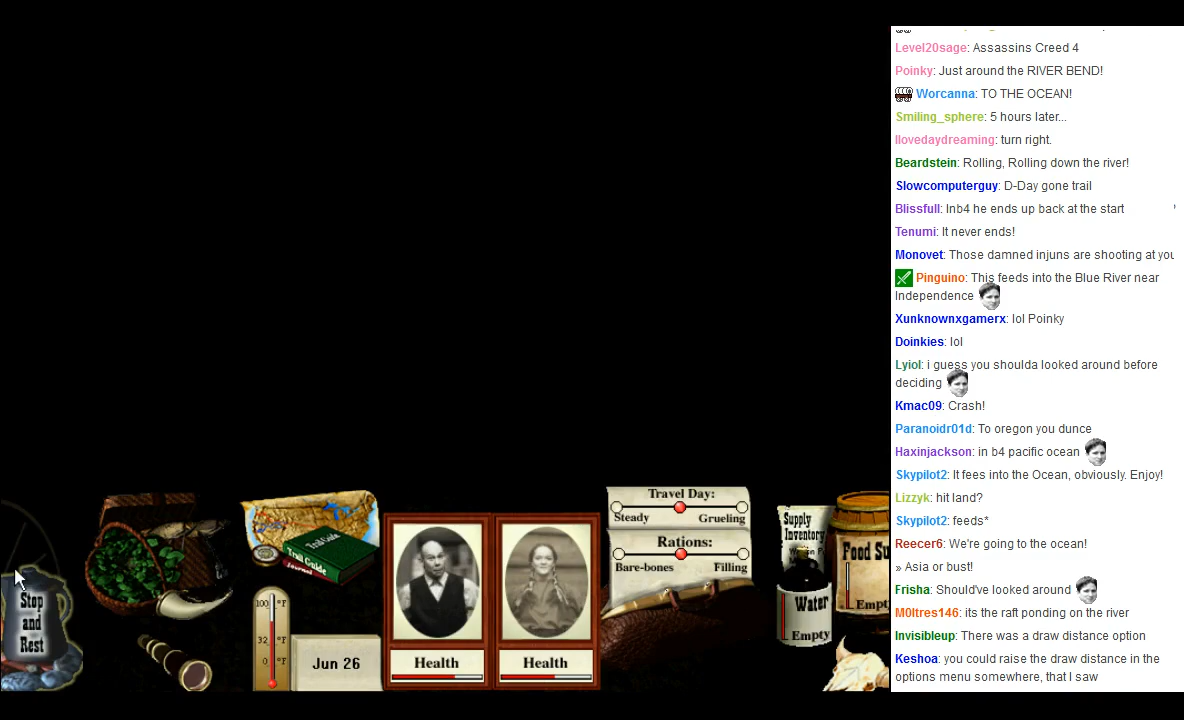 Level20sage: Assassins Creed 4
Poinky: Just around the RIVER BEND!
Worcanna: TO THE OCEAN!
Smiling_sphere: 5 hours later...
Ilovedaydreaming: turn right.
Beardstein: Rolling, Rolling down the river!
Slowcomputerguy: D-Day gone trail
Blissfull: Inb4 he ends up back at the start
Tenumi: It never ends!
Monovet: Those damned injuns are shooting at you
Pinguino: This feeds into the Blue River near
Independence
Xunknownxgamerx: lol Poinky
Doinkies: lol
Lyiol: i guess you shoulda looked around before
deciding
Kmac09: Crash!
Paranoidr01d: To oregon you dunce
Haxinjackson: in b4 pacific ocean
Skypilot2: It fees into the Ocean, obviously. Enjoy!
Lizzyk: hit land?
Skypilot2: feeds*
Reecer6: We're going to the ocean!
» Asia or bust!
Frisha: Should've looked around
M0ltres146: its the raft ponding on the river
Invisibleup: There was a draw distance option
Keshoa: you could raise the draw distance in the
options menu somewhere, that I saw
Stop
and
Rest
Trail Guide
Trail Guide
Journal
100 °F
32 °F
0 °F
Jun 26
Health
Health
Travel Day:
Steady Grueling
Rations:
Bare-bones Filling
Supply
Inventory
Water
Empty
Food Su
Empt